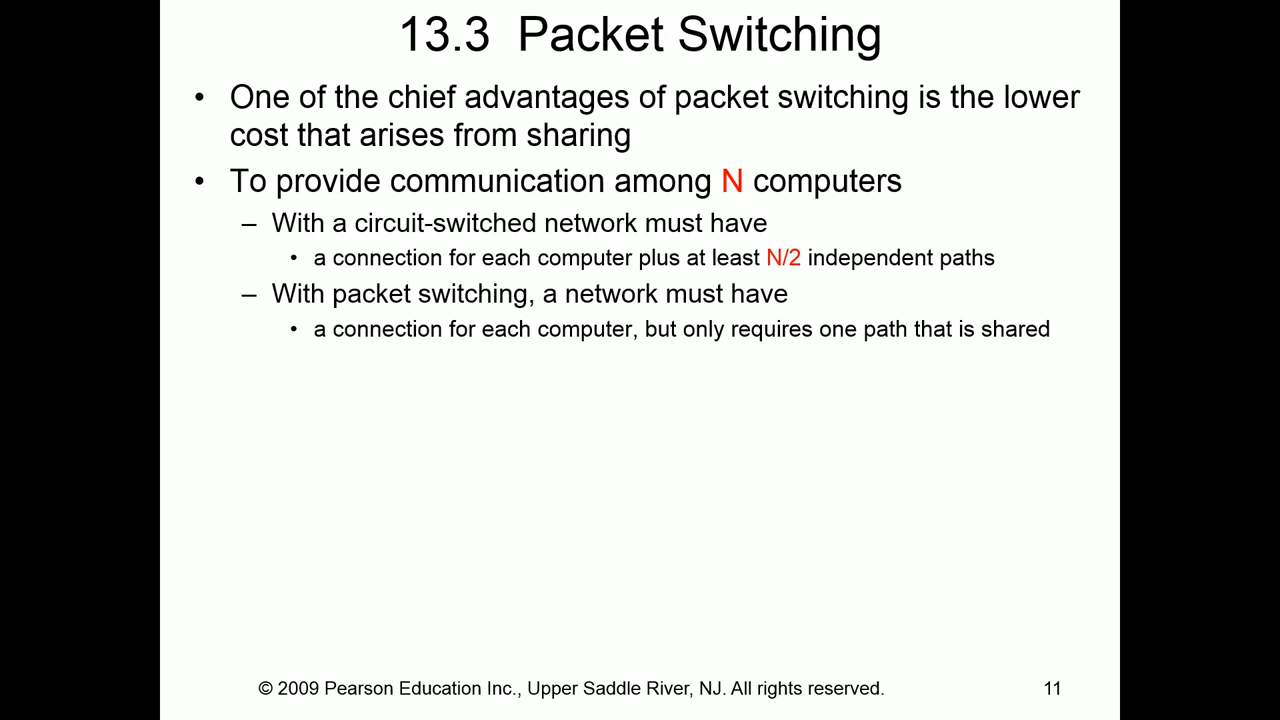 13.3 Packet Switching
• One of the chief advantages of packet switching is the lower
cost that arises from sharing
• To provide communication among N computers
– With a circuit-switched network must have
• a connection for each computer plus at least N/2 independent paths
– With packet switching, a network must have
• a connection for each computer, but only requires one path that is shared
© 2009 Pearson Education Inc., Upper Saddle River, NJ. All rights reserved.
11